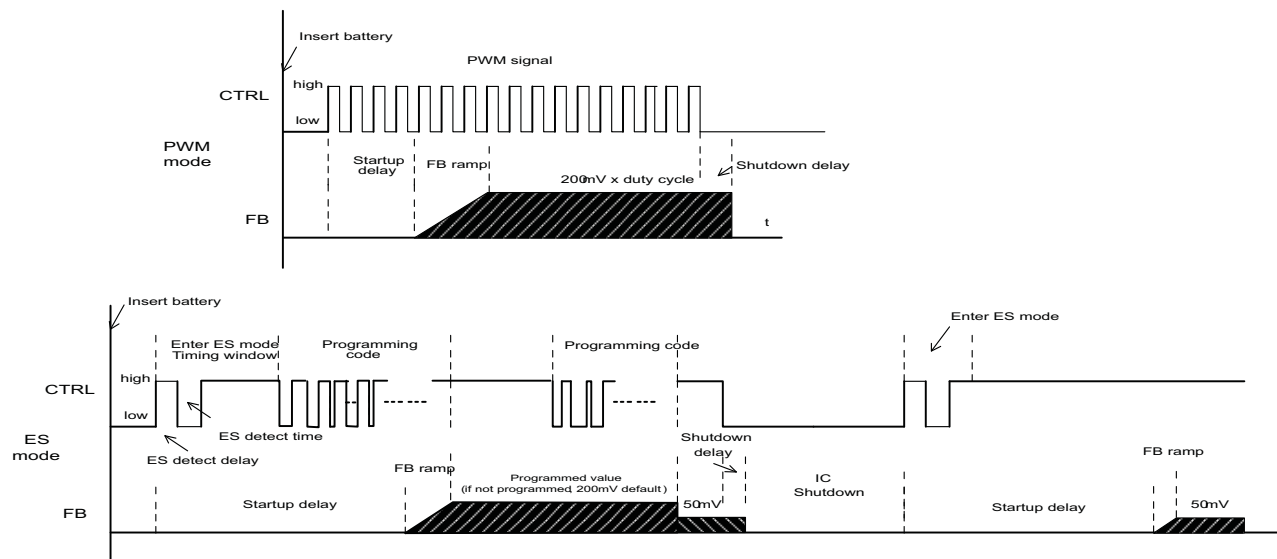 Insert battery
PWM signal
high
CTRL
low
PWM
mode
Startup
delay
FB ramp
Shutdown delay
200mV x duty cycle
FB
t
Insert battery
Enter ES mode
Enter ES mode
Timing window
Programming
code
Programming code
high
CTRL
low
ES detect time
ES
mode
ES detect delay
Shutdown
delay
FB ramp
FB ramp
Programmed value
(if not programmed, 200mV default)
50mV
IC
Shutdown
Startup delay
Startup delay
50mV
FB